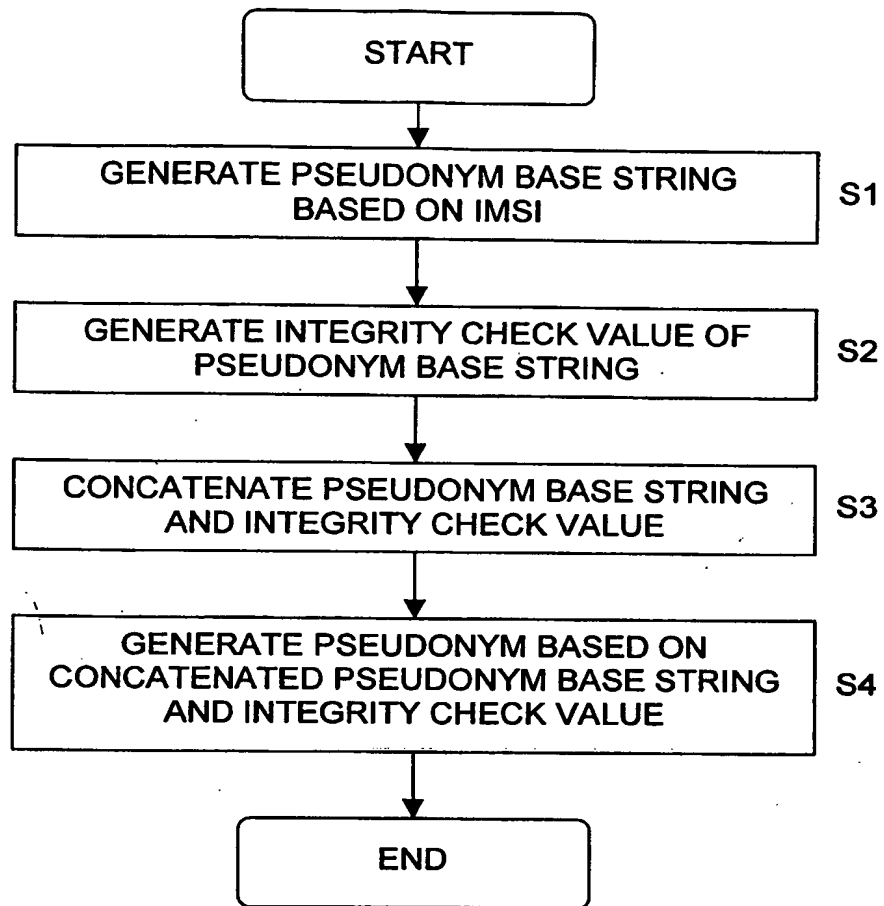 START
GENERATE PSEUDONYM BASE STRING
BASED ON IMSI
S1
GENERATE INTEGRITY CHECK VALUE OF
PSEUDONYM BASE STRING
S2
CONCATENATE PSEUDONYM BASE STRING
AND INTEGRITY CHECK VALUE
S3
GENERATE PSEUDONYM BASED ON
CONCATENATED PSEUDONYM BASE STRING
AND INTEGRITY CHECK VALUE
S4
END